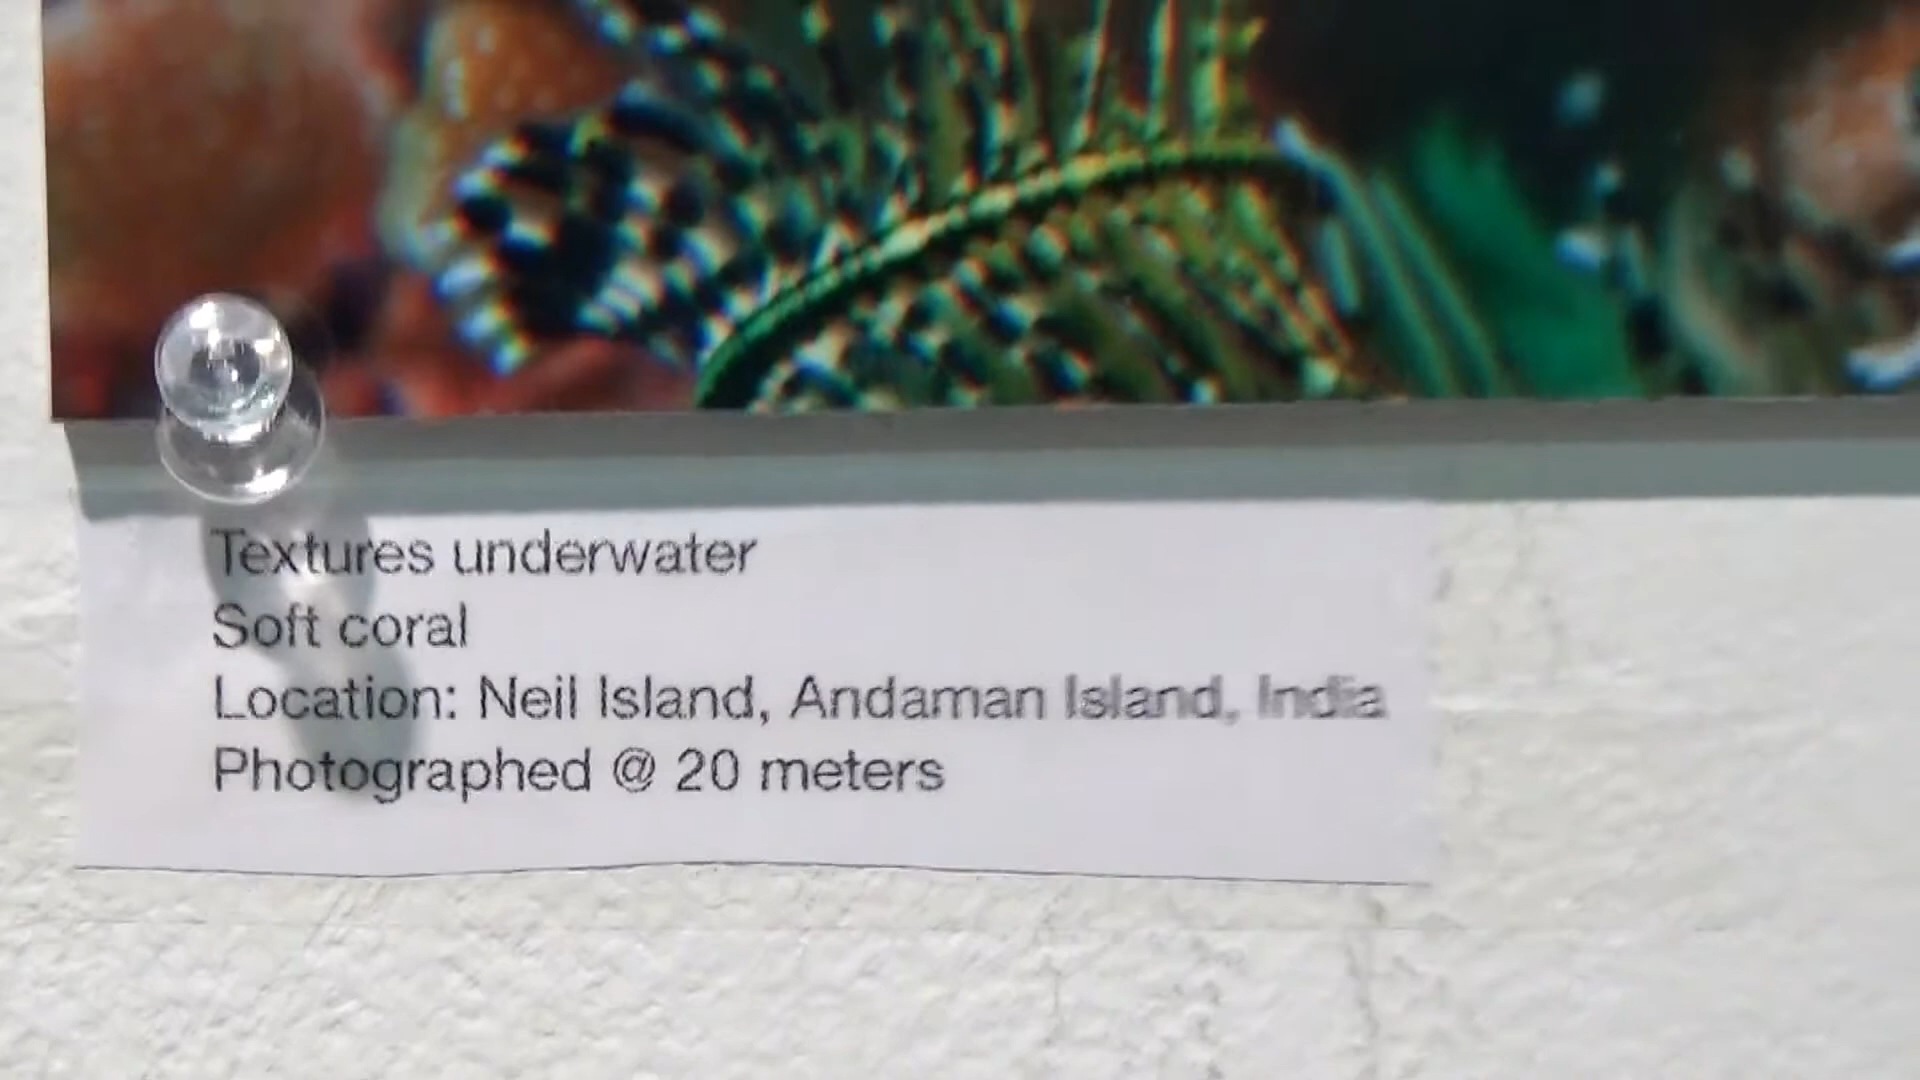 Textures underwater
Soft coral
Location: Neil Island, Andaman Island, India
Photographed @ 20 meters